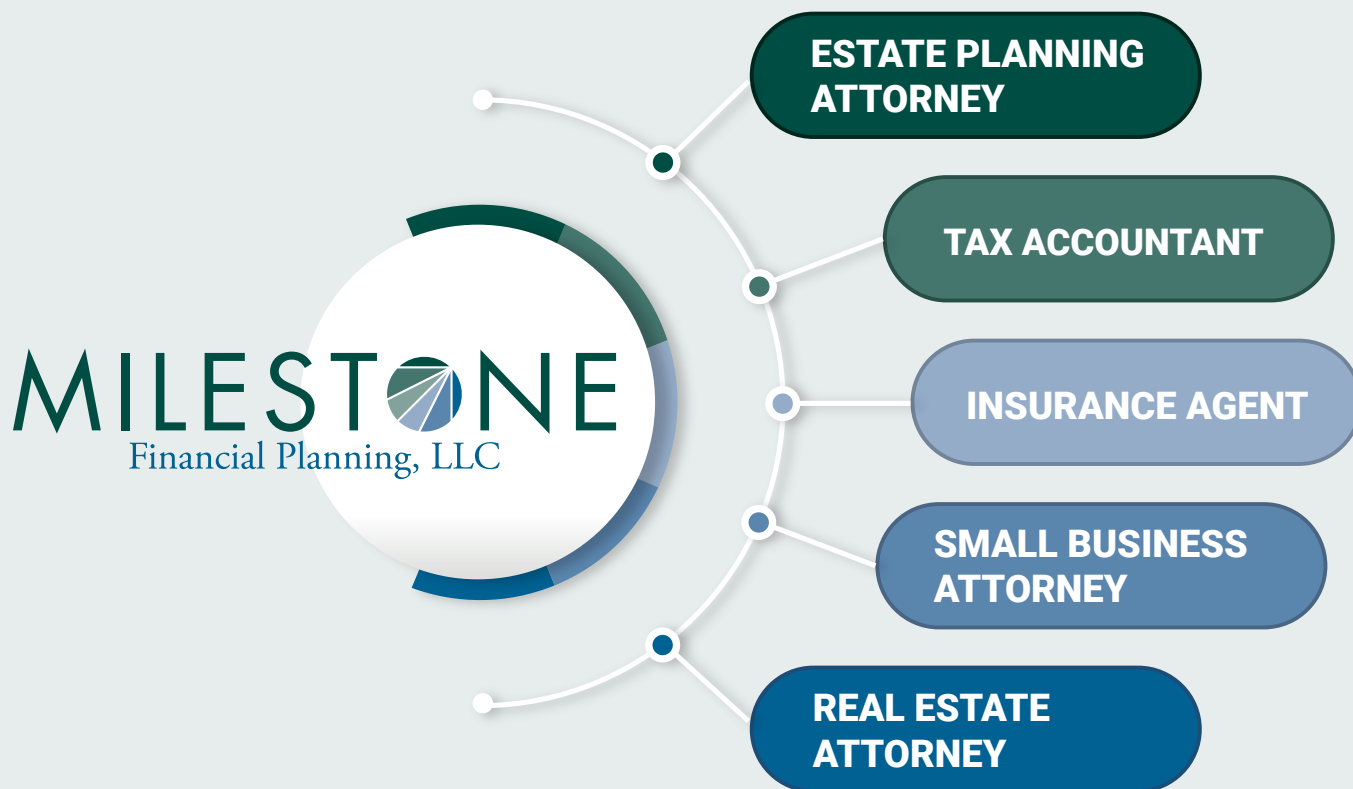 MILESTONE
Financial Planning, LLC
ESTATE PLANNING
ATTORNEY
TAX ACCOUNTANT
INSURANCE AGENT
SMALL BUSINESS
ATTORNEY
REAL ESTATE
ATTORNEY